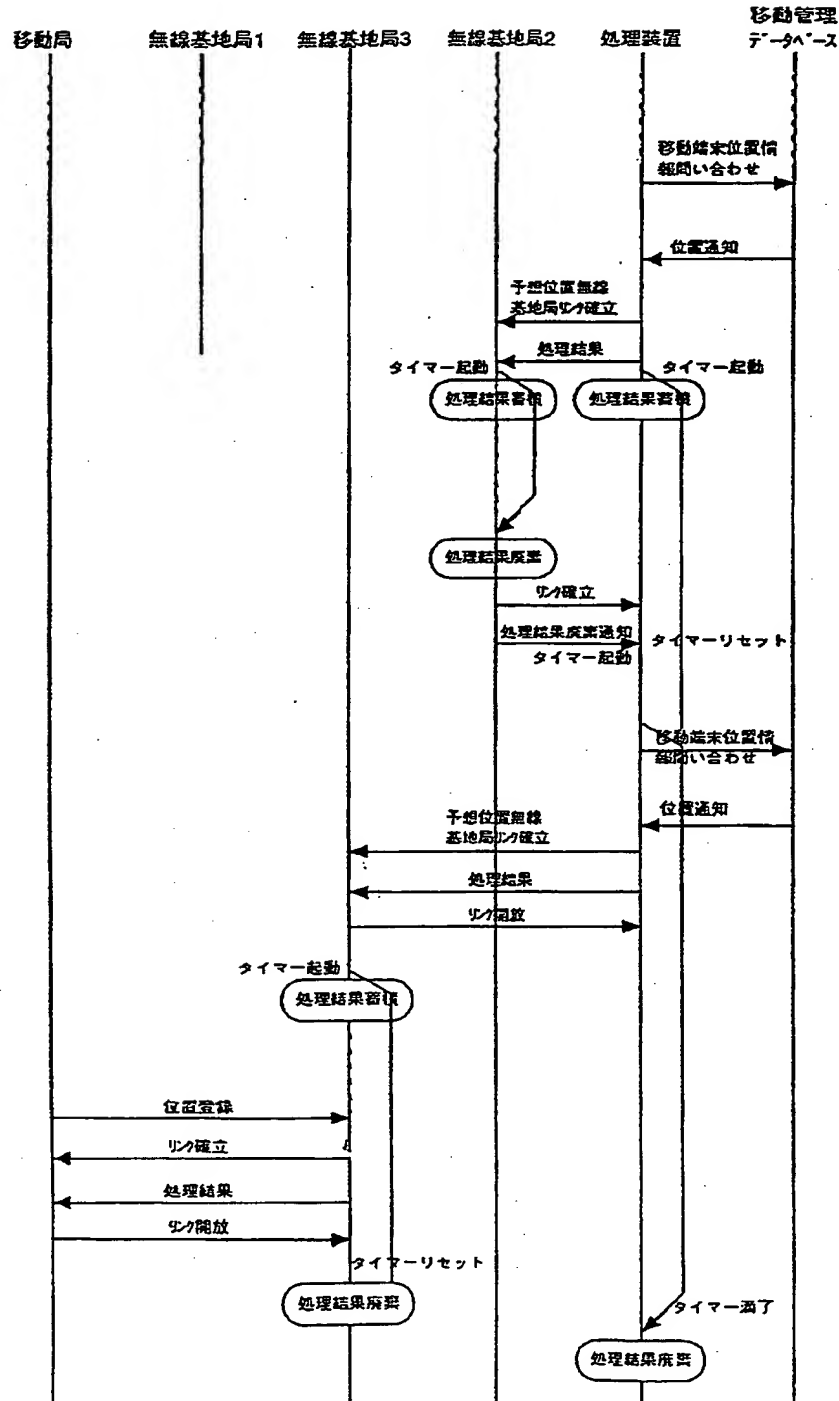 移動局
無線基地局1
無線基地局3
無線基地局2
処理装置
移動管理
データベース
移動端末位置情
報問い合わせ
位置通知
予想位置無線
基地局リンク確立
処理結果
タイマー起動
タイマー起動
処理結果蓄積
処理結果蓄積
処理結果廃棄
リンク確立
処理結果廃棄通知
タイマーリセット
タイマー起動
移動端末位置情
報問い合わせ
位置通知
予想位置無線
基地局リンク確立
処理結果
リンク開放
タイマー起動
処理結果蓄積
位置登録
リンク確立
処理結果
リンク開放
タイマーリセット
処理結果廃棄
タイマー満了
処理結果廃棄